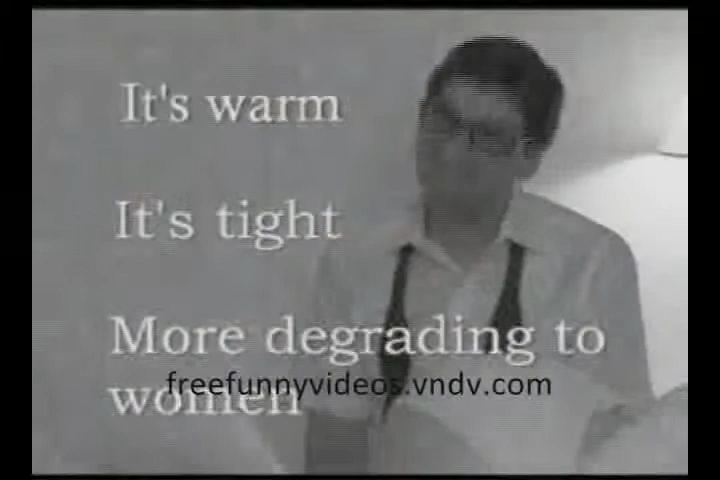 It's warm
It's tight
More degrading to
women
freefunnyvideos.vndv.com